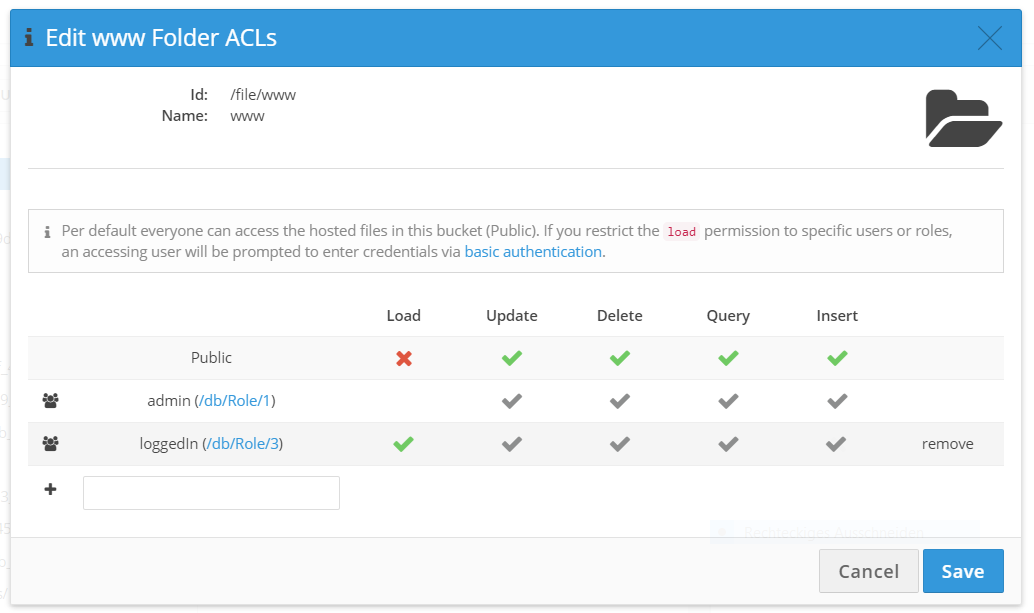 Edit www Folder ACLs
Id: /file/www
Name: www
Per default everyone can access the hosted files in this bucket (Public). If you restrict the load permission to specific users or roles,
an accessing user will be prompted to enter credentials via basic authentication.
Load Update Delete Query Insert
Public
admin (/db/Role/1)
loggedIn (/db/Role/3) remove
Rechteckiges Ausschneiden
Cancel Save